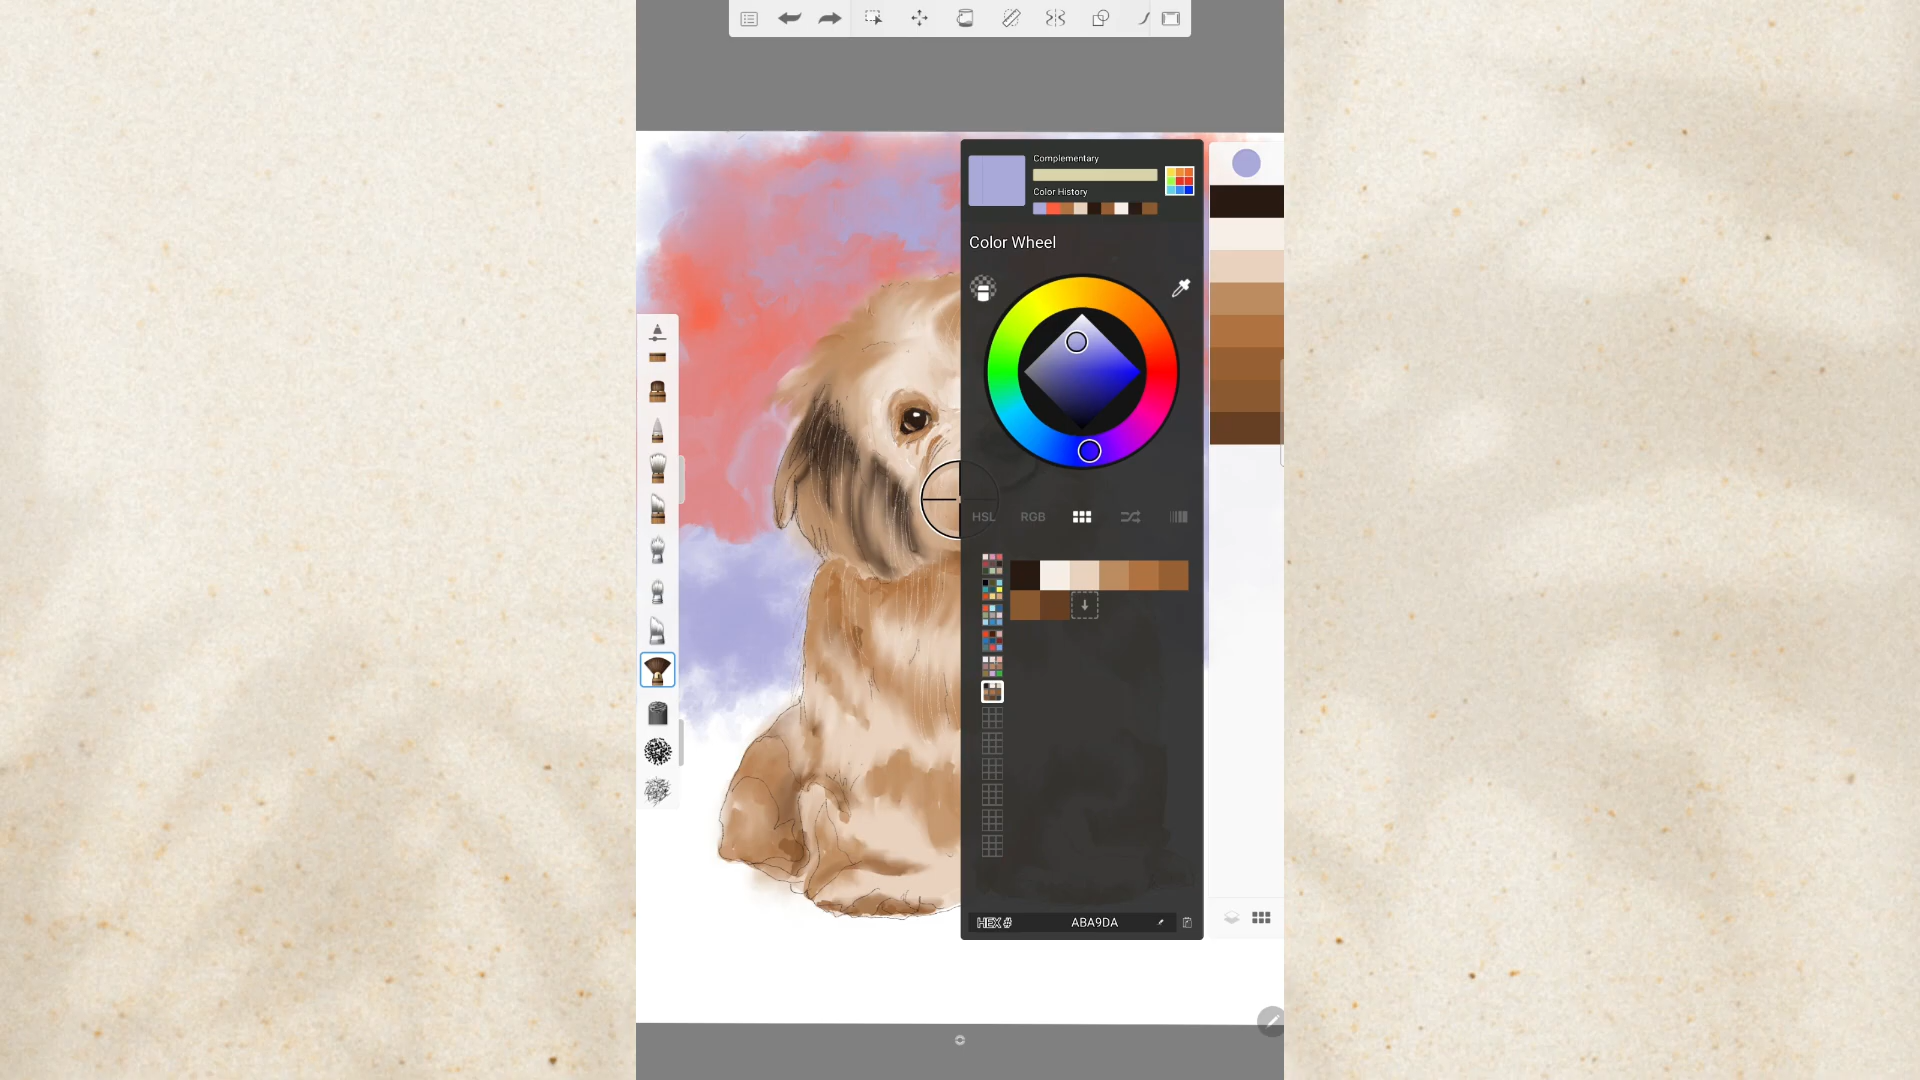 Complementary
Color History
Color Wheel
HSL RGB
HEX # ABA9DA